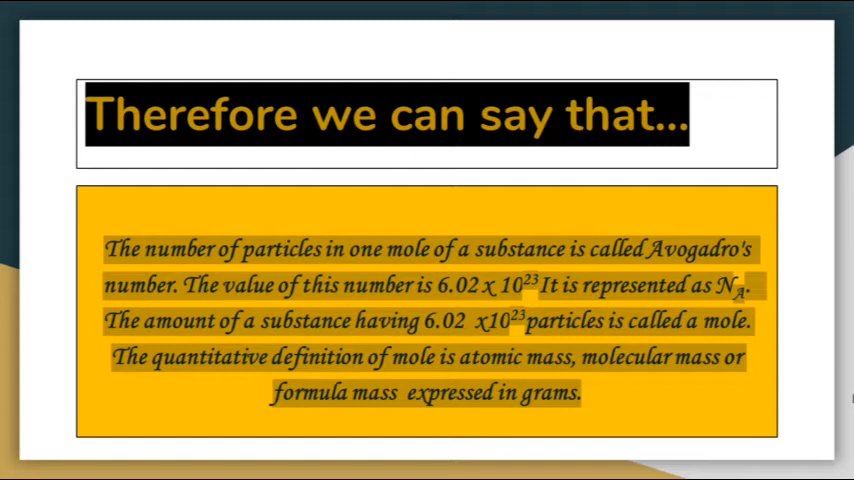 Therefore we can say that...
The number of particles in one mole of a substance is called Avogadro's
number. The value of this number is 6.02 x 10²³ It is represented as N_A.
The amount of a substance having 6.02 x10²³ particles is called a mole.
The quantitative definition of mole is atomic mass, molecular mass or
formula mass expressed in grams.